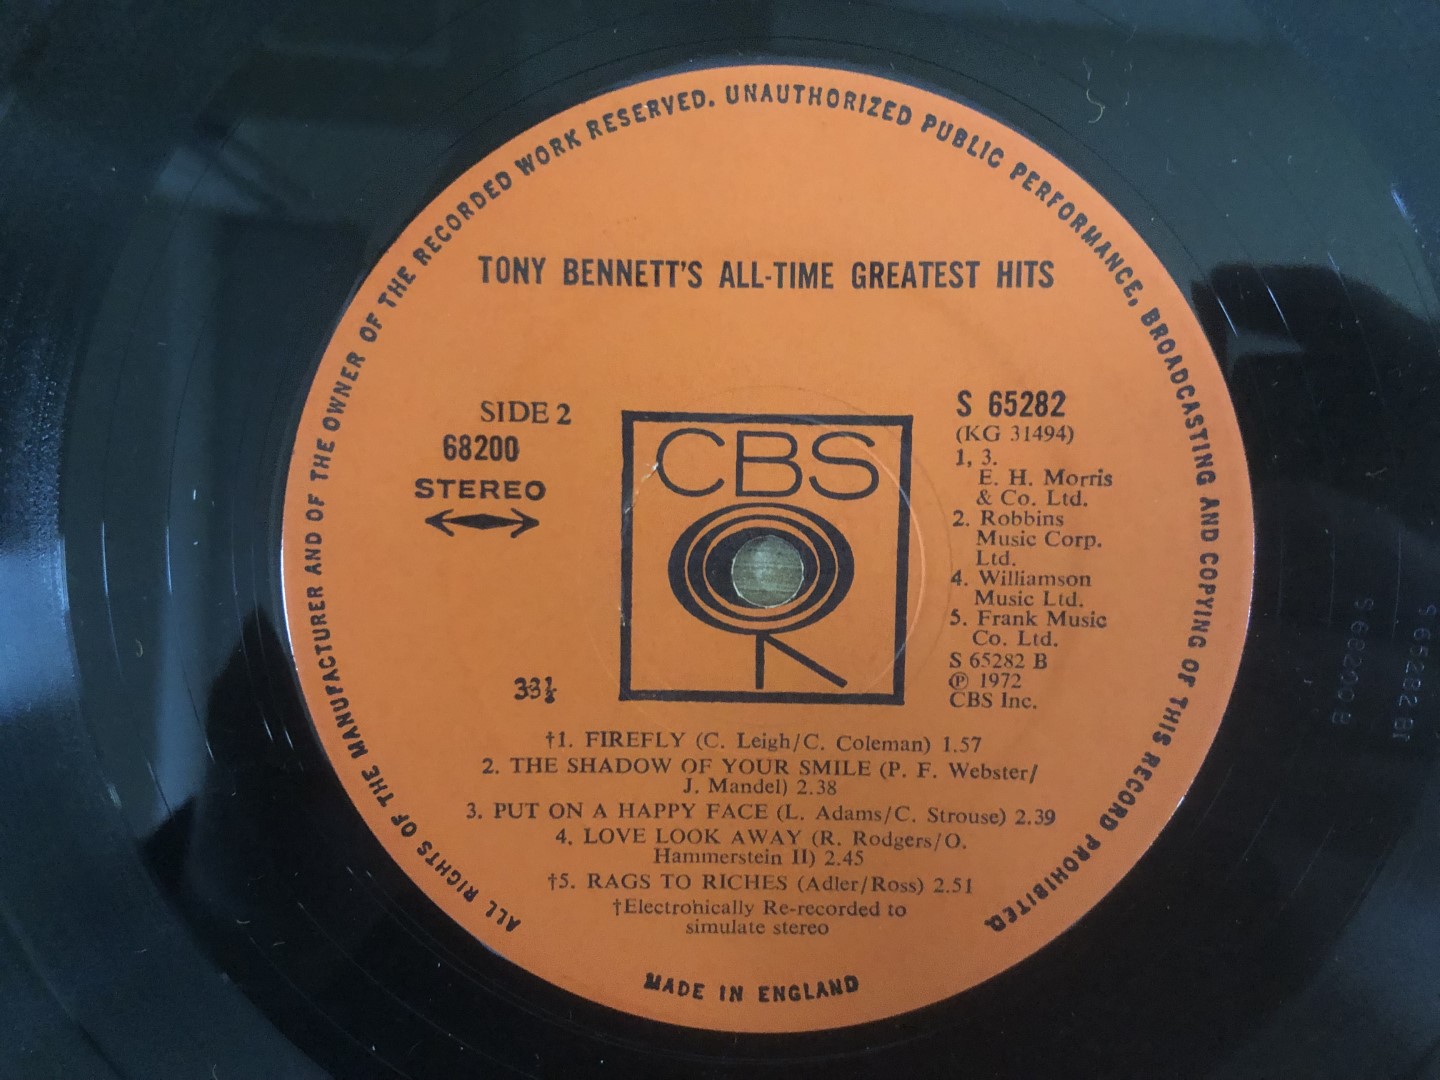 ALL RIGHTS OF THE MANUFACTURER AND OF THE OWNER OF THE RECORDED WORK RESERVED. UNAUTHORIZED PUBLIC PERFORMANCE, BROADCASTING AND COPYING OF THIS RECORD PROHIBITED.
TONY BENNETT'S ALL-TIME GREATEST HITS
SIDE 2
68200
STEREO
33⅓
CBS
S 65282
(KG 31494)
1, 3.
E. H. Morris
& Co. Ltd.
2. Robbins
Music Corp.
Ltd.
4. Williamson
Music Ltd.
5. Frank Music
Co. Ltd.
S 65282 B
℗ 1972
CBS Inc.
†1. FIREFLY (C. Leigh/C. Coleman) 1.57
2. THE SHADOW OF YOUR SMILE (P. F. Webster/
J. Mandel) 2.38
3. PUT ON A HAPPY FACE (L. Adams/C. Strouse) 2.39
4. LOVE LOOK AWAY (R. Rodgers/O.
Hammerstein II) 2.45
†5. RAGS TO RICHES (Adler/Ross) 2.51
†Electronically Re-recorded to
simulate stereo
MADE IN ENGLAND
S 68200 B
S 65282 B1